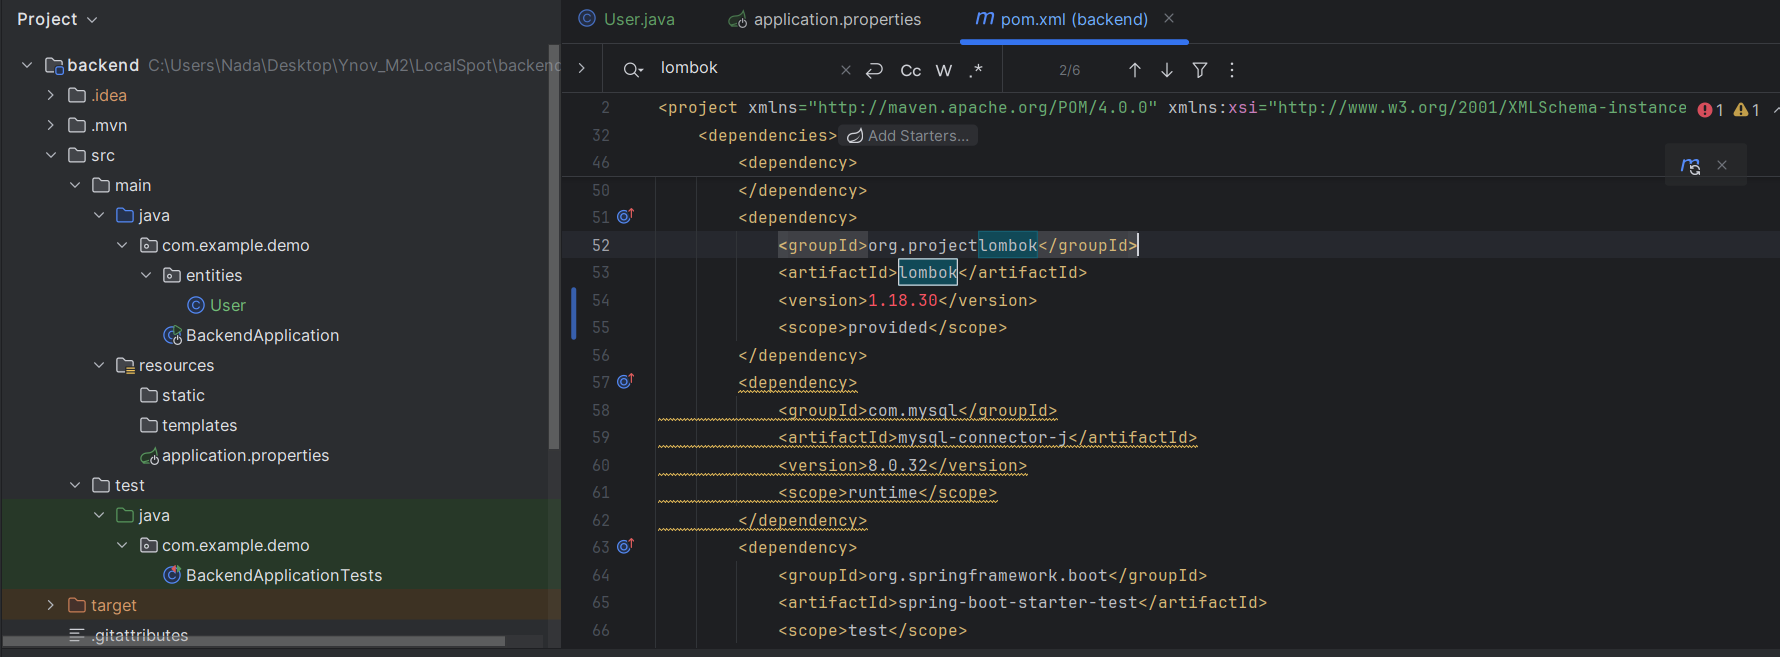 Project
backend C:\Users\Nada\Desktop\Ynov_M2\LocalSpot\backend
.idea
.mvn
src
main
java
com.example.demo
entities
User
BackendApplication
resources
static
templates
application.properties
test
java
com.example.demo
BackendApplicationTests
target
.gitattributes
User.java application.properties pom.xml (backend)
lombok Cc W .* 2/6
2 <project xmlns="http://maven.apache.org/POM/4.0.0" xmlns:xsi="http://www.w3.org/2001/XMLSchema-instance 1 1
32 <dependencies> Add Starters...
46 <dependency>
50 </dependency>
51 <dependency>
52 <groupId>org.projectlombok</groupId>
53 <artifactId>lombok</artifactId>
54 <version>1.18.30</version>
55 <scope>provided</scope>
56 </dependency>
57 <dependency>
58 <groupId>com.mysql</groupId>
59 <artifactId>mysql-connector-j</artifactId>
60 <version>8.0.32</version>
61 <scope>runtime</scope>
62 </dependency>
63 <dependency>
64 <groupId>org.springframework.boot</groupId>
65 <artifactId>spring-boot-starter-test</artifactId>
66 <scope>test</scope>